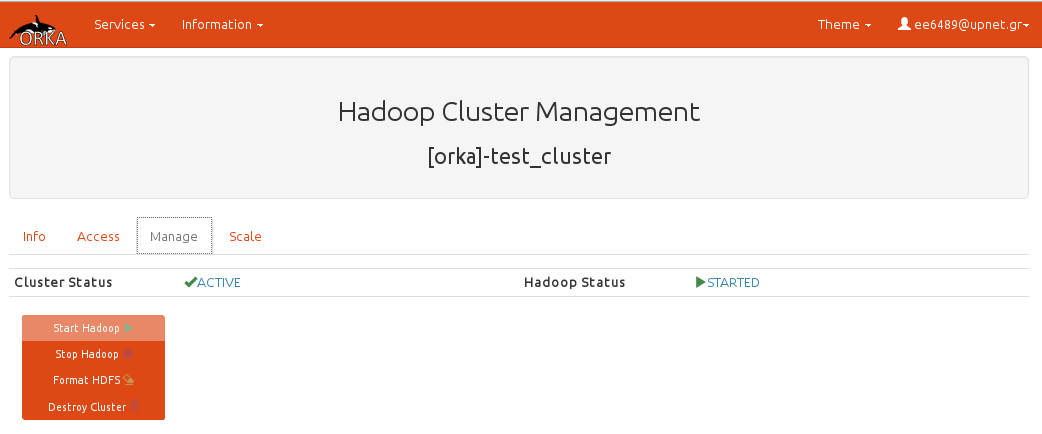 ORKA Services Information Theme ee6489@upnet.gr
Hadoop Cluster Management
[orka]-test_cluster
Info Access Manage Scale
Cluster Status ACTIVE Hadoop Status STARTED
Start Hadoop
Stop Hadoop
Format HDFS
Destroy Cluster